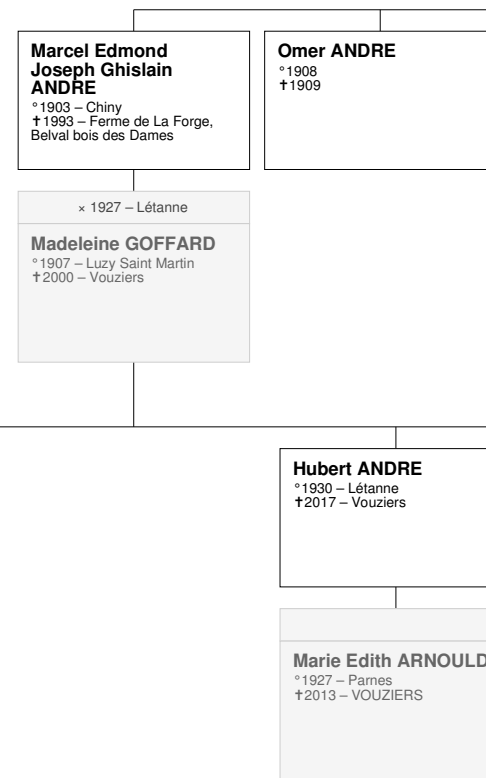 Marcel Edmond
Joseph Ghislain
ANDRE
°1903 – Chiny
✝1993 – Ferme de La Forge,
Belval bois des Dames
Omer ANDRE
°1908
✝1909
× 1927 – Létanne
Madeleine GOFFARD
°1907 – Luzy Saint Martin
✝2000 – Vouziers
Hubert ANDRE
°1930 – Létanne
✝2017 – Vouziers
Marie Edith ARNOULD
°1927 – Parnes
✝2013 – VOUZIERS